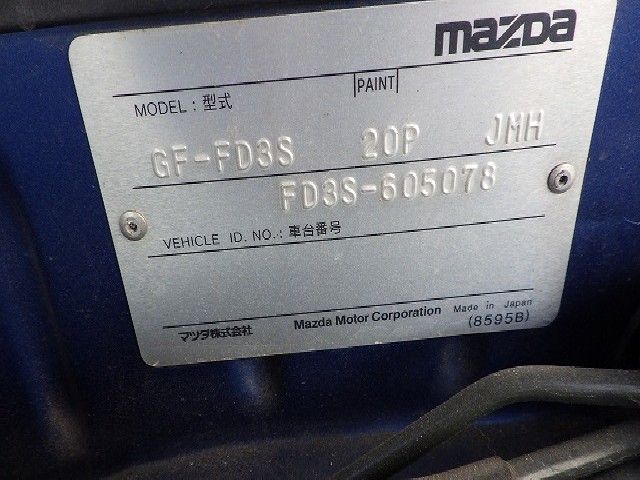 mazda
MODEL : 型式 PAINT
GF-FD3S 20P JMH
FD3S-605078
VEHICLE ID. NO. : 車台番号
マツダ株式会社 Mazda Motor Corporation Made in Japan
(8595B)